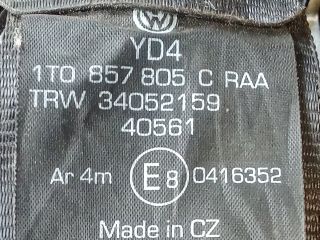 YD4
1T0 857 805 C RAA
TRW 34052159
40561
Ar 4m E8 0416352
Made in CZ